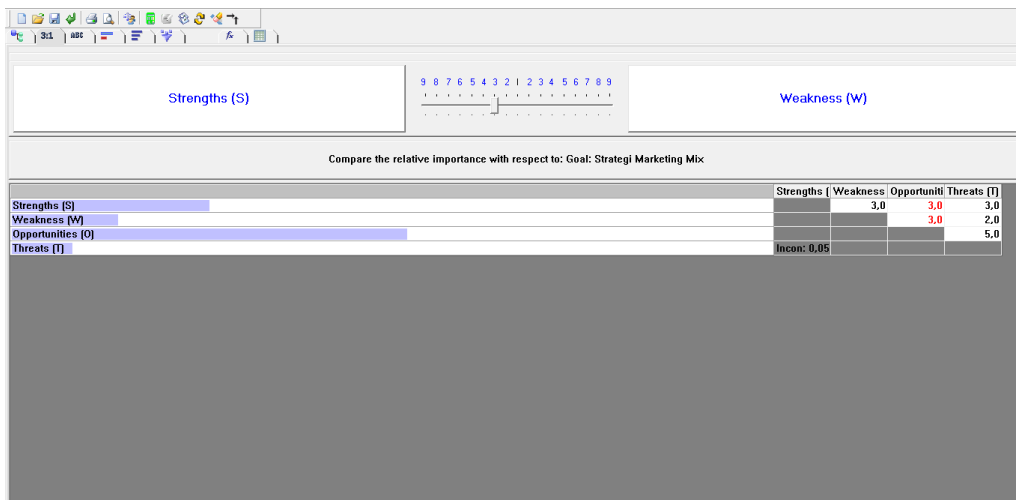 3:1 ABC fx
9 8 7 6 5 4 3 2 1 2 3 4 5 6 7 8 9
Strengths (S) Weakness (W)
Compare the relative importance with respect to: Goal: Strategi Marketing Mix
Strengths ( Weakness Opportuniti Threats (T)
Strengths (S) 3,0 3,0 3,0
Weakness (W) 3,0 2,0
Opportunities (O) 5,0
Threats (T) Incon: 0,05